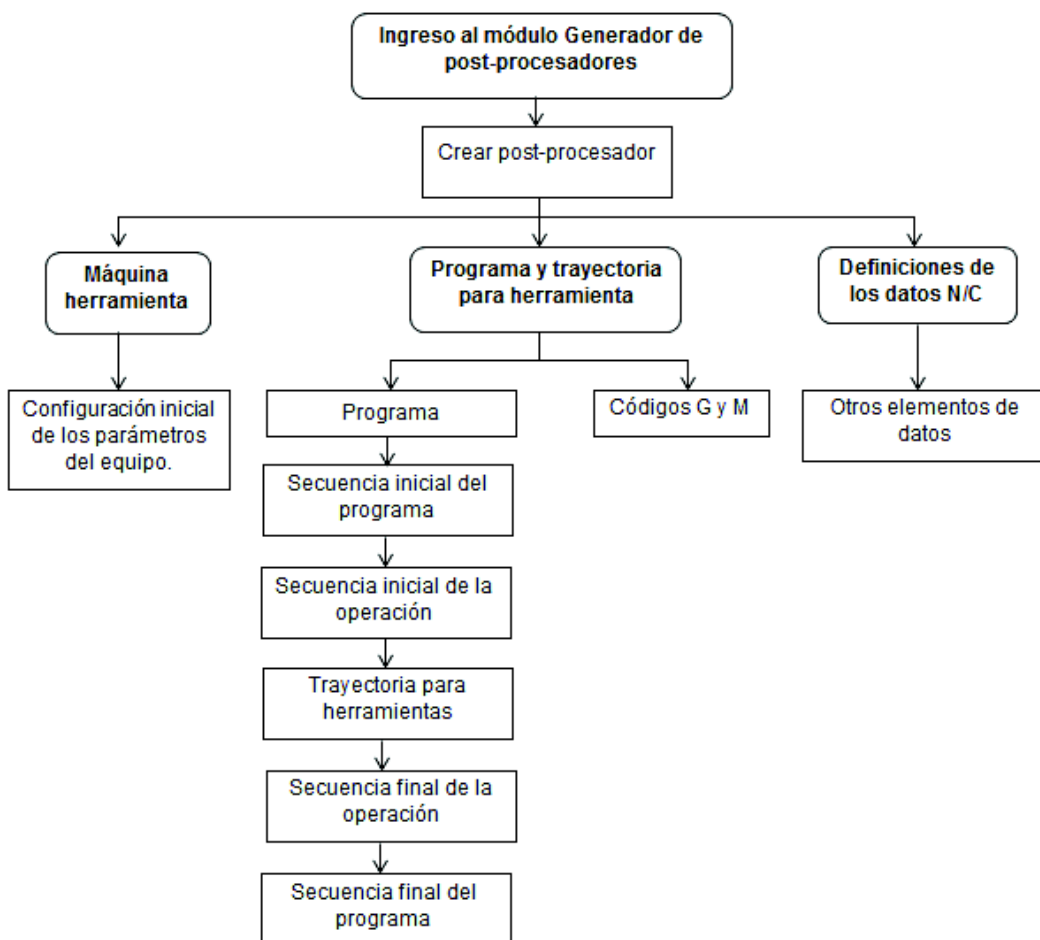 Ingreso al módulo Generador de
post-procesadores
Crear post-procesador
Máquina
herramienta
Programa y trayectoria
para herramienta
Definiciones de
los datos N/C
Configuración inicial
de los parámetros
del equipo.
Programa
Códigos G y M
Otros elementos de
datos
Secuencia inicial del
programa
Secuencia inicial de la
operación
Trayectoria para
herramientas
Secuencia final de la
operación
Secuencia final del
programa